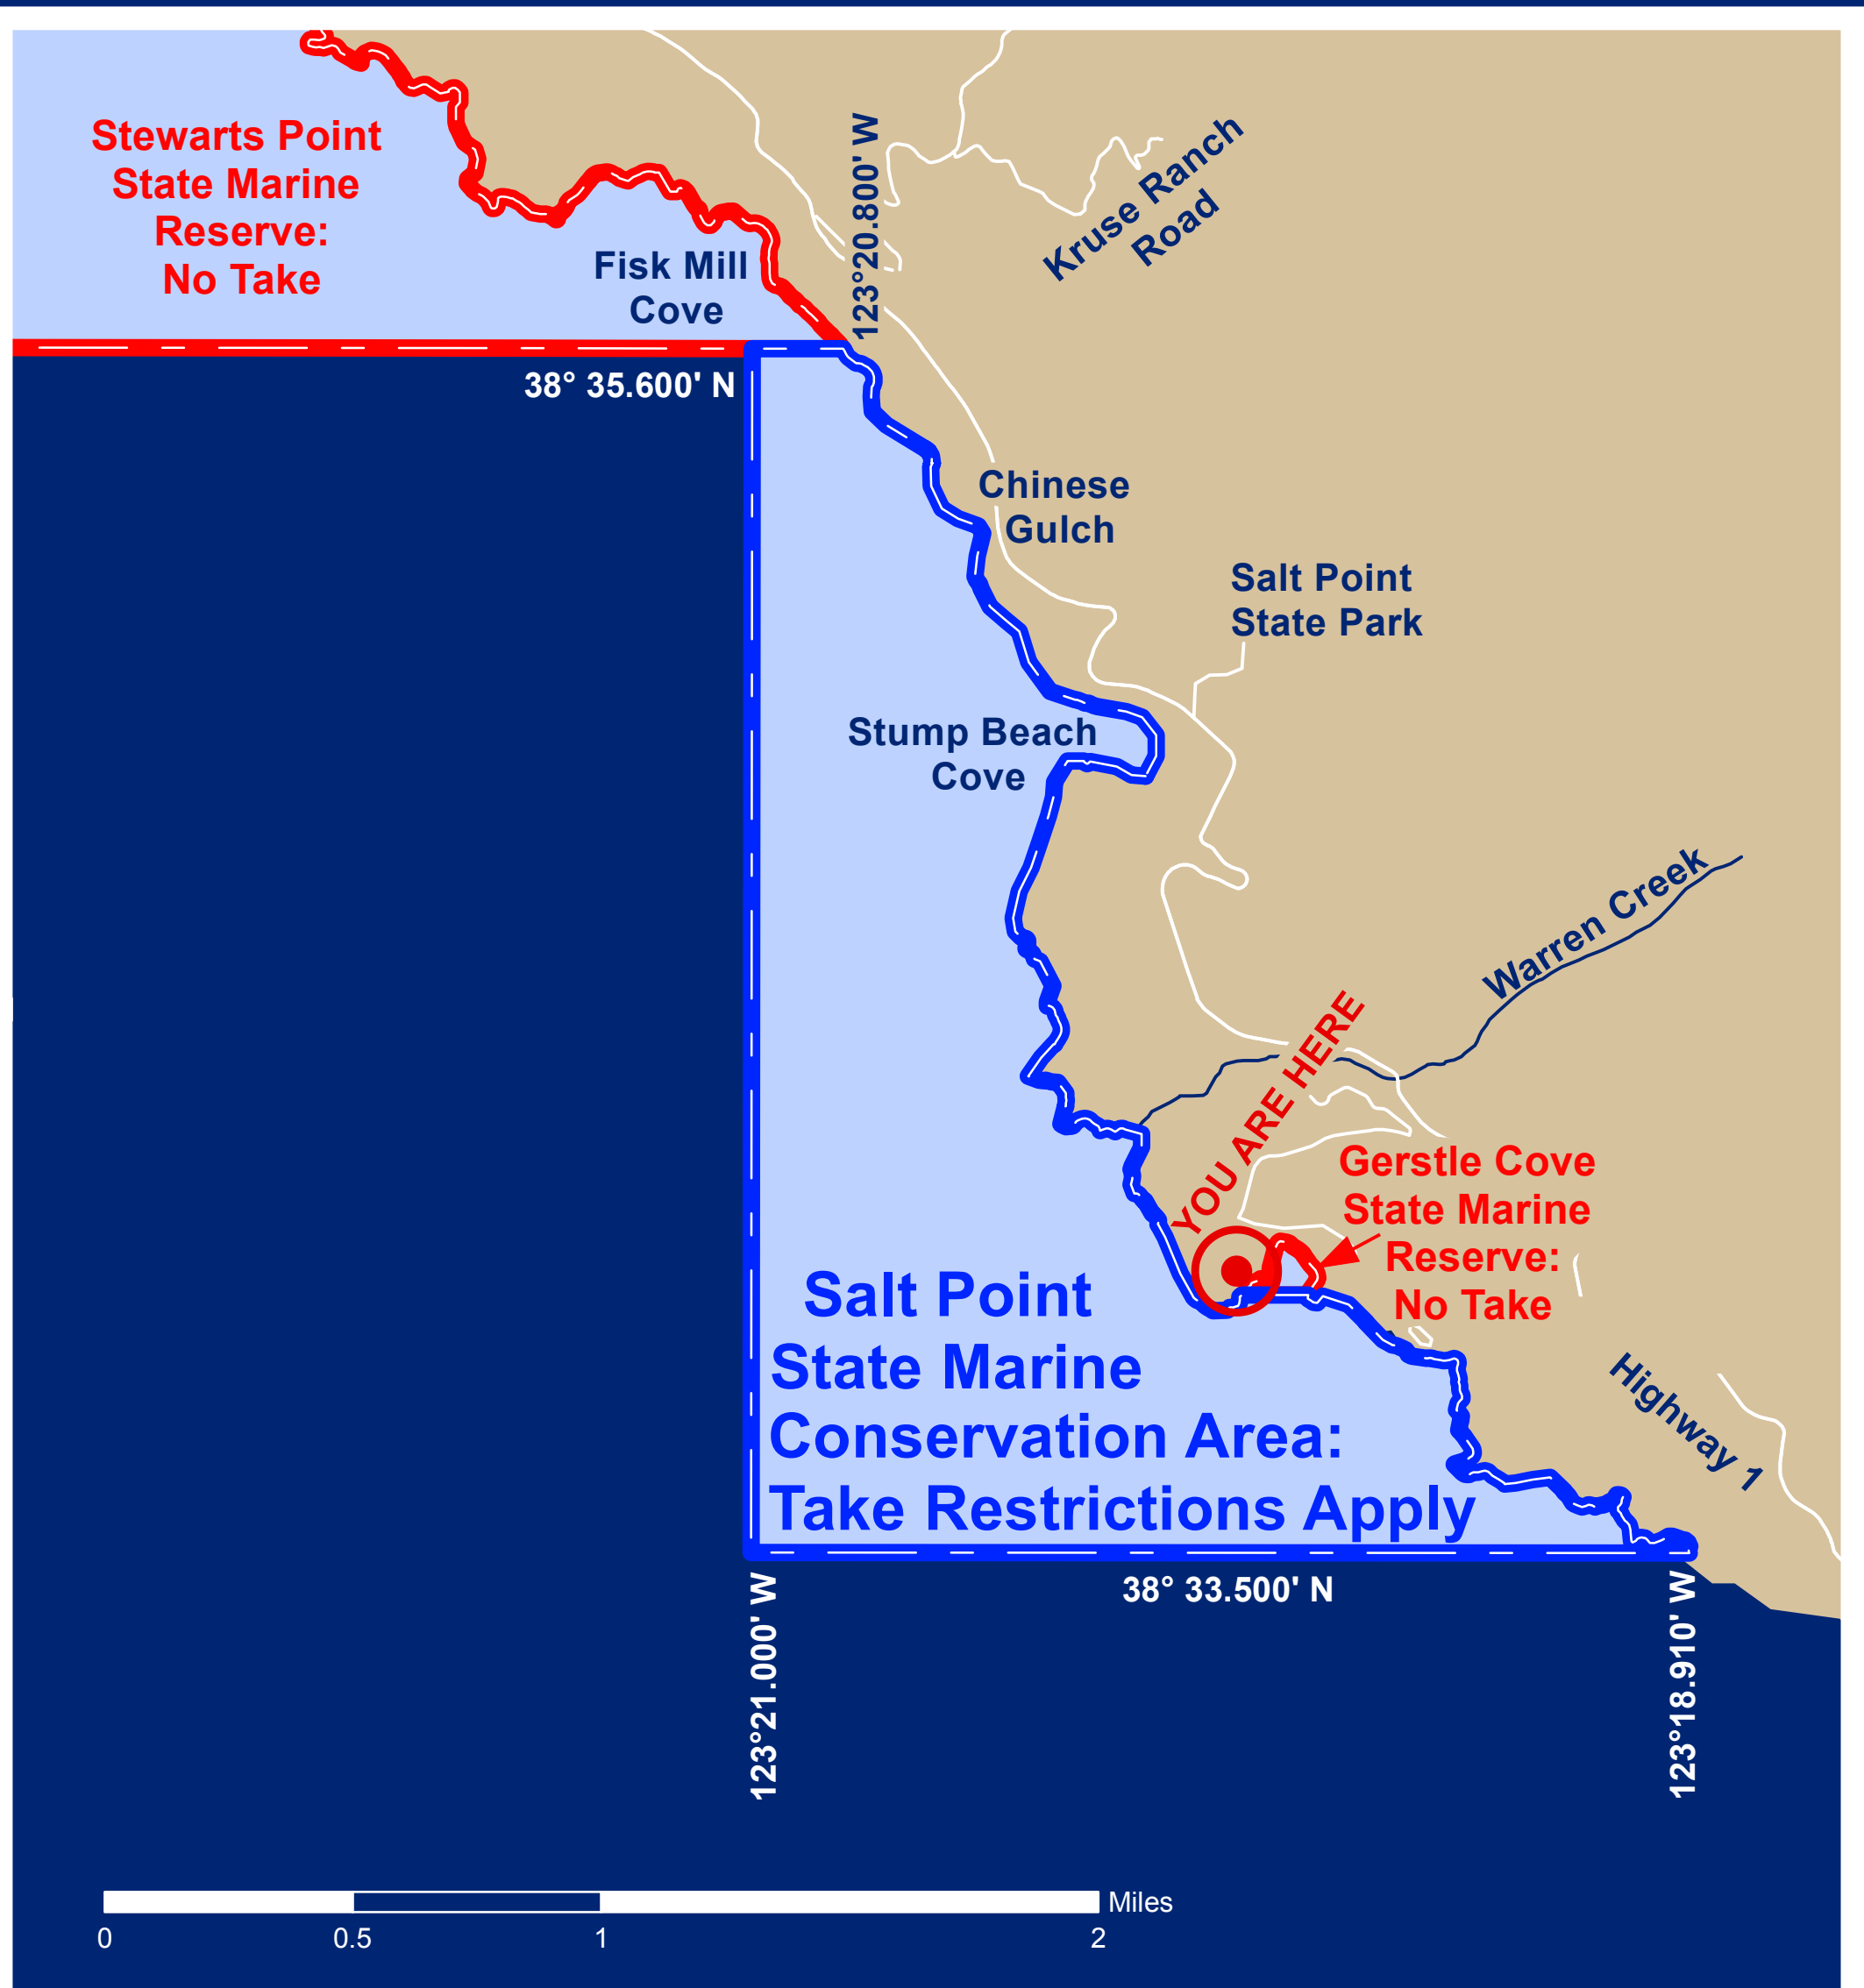 Stewarts Point
State Marine
Reserve:
No Take
Fisk Mill
Cove
123°20.800' W
Kruse Ranch
Road
38° 35.600' N
Chinese
Gulch
Salt Point
State Park
Stump Beach
Cove
Warren Creek
YOU ARE HERE
Gerstle Cove
State Marine
Reserve:
No Take
Salt Point
State Marine
Conservation Area:
Take Restrictions Apply
Highway 1
38° 33.500' N
123°21.000' W
123°18.910' W
Miles
0 0.5 1 2